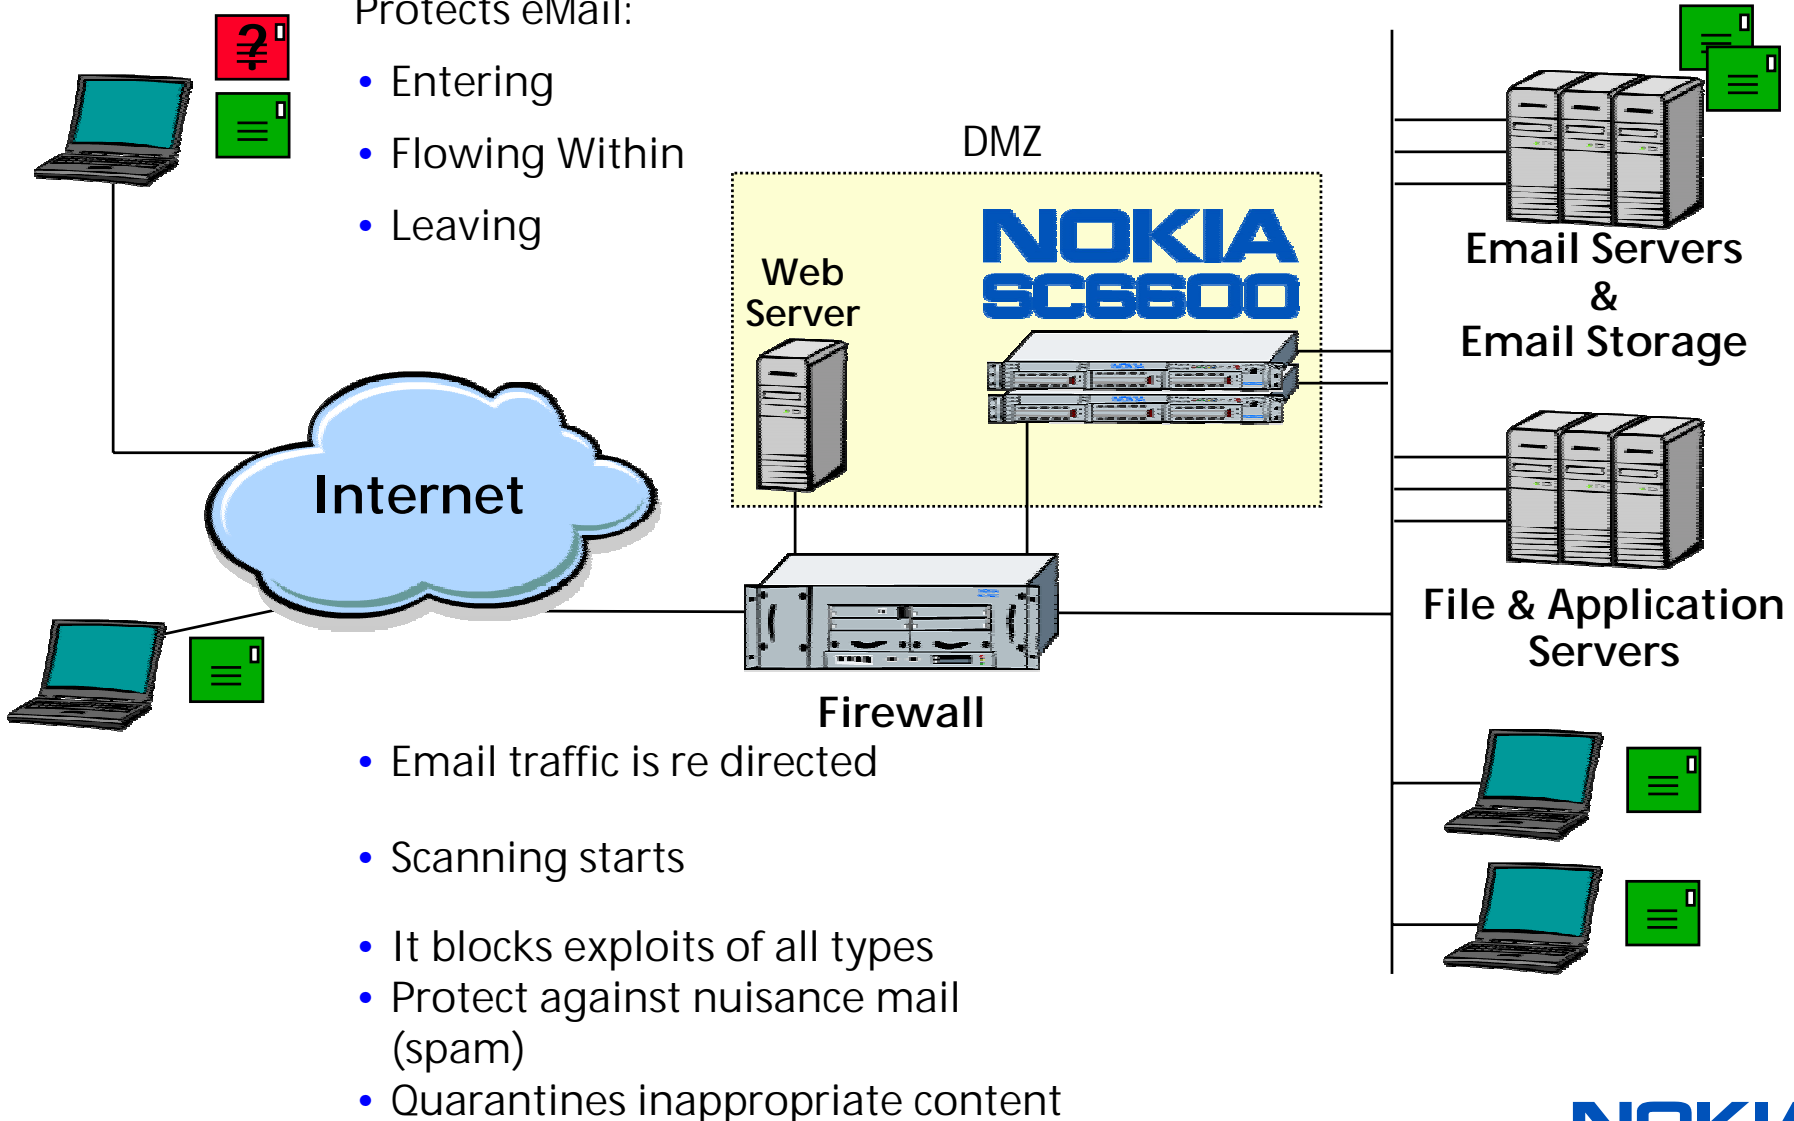 Protects eMail:
• Entering
• Flowing Within
• Leaving
DMZ
NOKIA
SC6600
Web
Server
Email Servers
&
Email Storage
Internet
File & Application
Servers
Firewall
• Email traffic is re directed
• Scanning starts
• It blocks exploits of all types
• Protect against nuisance mail
(spam)
• Quarantines inappropriate content
NOKIA